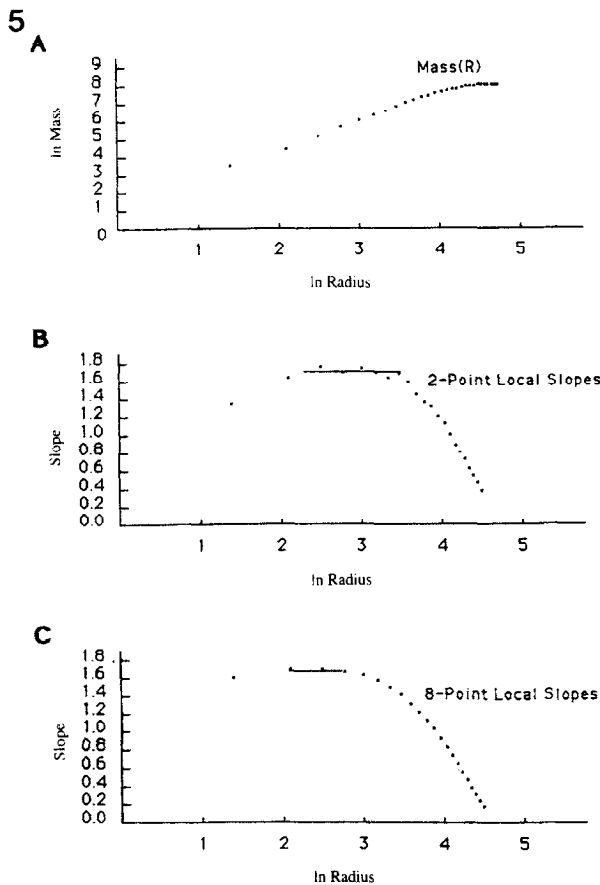 5
A
Mass(R)
ln Mass
9
8
7
6
5
4
3
2
1
0
1 2 3 4 5
ln Radius
B
2-Point Local Slopes
Slope
1.8
1.6
1.4
1.2
1.0
0.8
0.6
0.4
0.2
0.0
1 2 3 4 5
ln Radius
C
8-Point Local Slopes
Slope
1.8
1.6
1.4
1.2
1.0
0.8
0.6
0.4
0.2
0.0
1 2 3 4 5
ln Radius